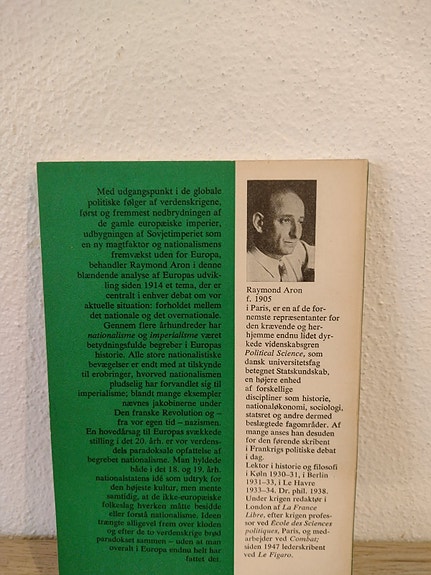 Med udgangspunkt i de globale
politiske følger af verdenskrigene,
først og fremmest nedbrydningen af
de gamle europæiske imperier,
udbygningen af Sovjetimperiet som
en ny magtfaktor og nationalismens
fremvækst uden for Europa,
behandler Raymond Aron i denne
blændende analyse af Europas udvik-
ling siden 1914 et tema, der er
centralt i enhver debat om vor
aktuelle situation: forholdet mellem
det nationale og det overnationale.
Gennem flere århundreder har
nationalisme og imperialisme været
betydningsfulde begreber i Europas
historie. Alle store nationalistiske
bevægelser er endt med at tilskynde
til erobringer, hvorved nationalismen
pludselig har forvandlet sig til
imperialisme; blandt mange eksempler
nævnes jakobinerne under
Den franske Revolution og –
fra vor egen tid – nazismen.
En hovedårsag til Europas svækkede
stilling i det 20. årh. er vor verdens-
dels paradoksale opfattelse af
begrebet nationalisme. Man hyldede
både i det 18. og 19. årh.
nationalstatens idé som udtryk for
den højeste kultur, men mente
samtidig, at de ikke-europæiske
folkeslag hverken måtte besidde
eller forstå nationalisme. Ideen
trængte alligevel frem over kloden
og efter de to verdenskrige brød
paradokset sammen – uden at man
overalt i Europa endnu helt har
fattet det.
Raymond Aron
f. 1905
i Paris, er en af de for-
nemste repræsentanter for
den krævende og her-
hjemme endnu lidet dyr-
kede videnskabsgren
Political Science, som
dansk universitetsfag
betegnet Statskundskab,
en højere enhed
af forskellige
discipliner som historie,
nationaløkonomi, sociologi,
statsret og andre dermed
beslægtede fagområder. Af
mange anses han desuden
for den førende skribent
i Frankrigs politiske debat
i dag.
Lektor i historie og filosofi
i Køln 1930–31, i Berlin
1931–33, i Le Havre
1933–34. Dr. phil. 1938.
Under krigen redaktør i
London af La France
Libre, efter krigen profes-
sor ved École des Sciences
politiques, Paris, og med-
arbejder ved Combat;
siden 1947 lederskribent
ved Le Figaro.